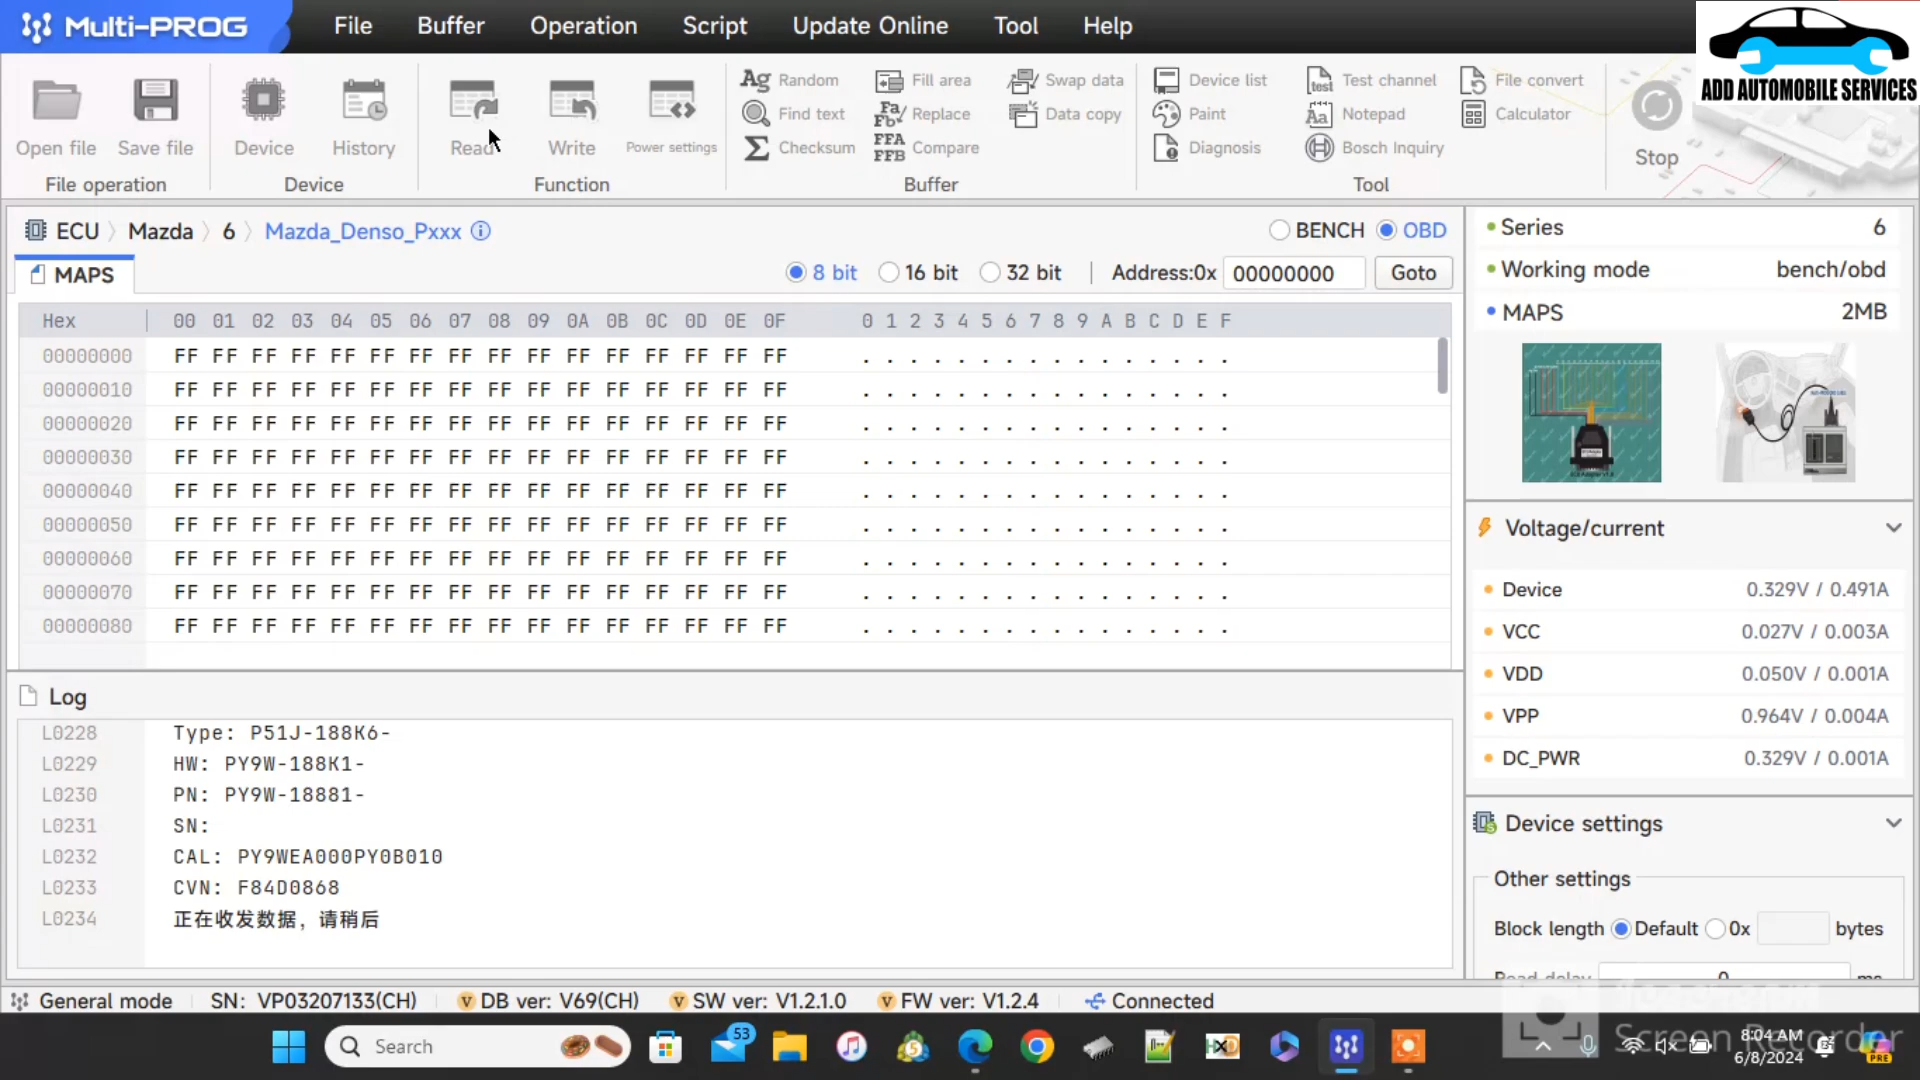 Multi-PROG File Buffer Operation Script Update Online Tool Help
ADD AUTOMOBILE SERVICES
Open file Save file Device History Read Write Power settings
Ag Random Fill area Swap data Device list Test channel File convert
Find text Replace Data copy Paint Notepad Calculator
Checksum Compare Diagnosis Bosch Inquiry Stop
File operation Device Function Buffer Tool
ECU Mazda 6 Mazda_Denso_Pxxx BENCH OBD
MAPS 8 bit 16 bit 32 bit Address:0x 00000000 Goto
Hex 00 01 02 03 04 05 06 07 08 09 0A 0B 0C 0D 0E 0F 0 1 2 3 4 5 6 7 8 9 A B C D E F
00000000 FF FF FF FF FF FF FF FF FF FF FF FF FF FF FF FF . . . . . . . . . . . . . . . .
00000010 FF FF FF FF FF FF FF FF FF FF FF FF FF FF FF FF . . . . . . . . . . . . . . . .
00000020 FF FF FF FF FF FF FF FF FF FF FF FF FF FF FF FF . . . . . . . . . . . . . . . .
00000030 FF FF FF FF FF FF FF FF FF FF FF FF FF FF FF FF . . . . . . . . . . . . . . . .
00000040 FF FF FF FF FF FF FF FF FF FF FF FF FF FF FF FF . . . . . . . . . . . . . . . .
00000050 FF FF FF FF FF FF FF FF FF FF FF FF FF FF FF FF . . . . . . . . . . . . . . . .
00000060 FF FF FF FF FF FF FF FF FF FF FF FF FF FF FF FF . . . . . . . . . . . . . . . .
00000070 FF FF FF FF FF FF FF FF FF FF FF FF FF FF FF FF . . . . . . . . . . . . . . . .
00000080 FF FF FF FF FF FF FF FF FF FF FF FF FF FF FF FF . . . . . . . . . . . . . . . .
Log
L0228 Type: P51J-188K6-
L0229 HW: PY9W-188K1-
L0230 PN: PY9W-18881-
L0231 SN:
L0232 CAL: PY9WEA000PY0B010
L0233 CVN: F84D0868
L0234 正在收发数据，请稍后
Series 6
Working mode bench/obd
MAPS 2MB
Voltage/current
Device 0.329V / 0.491A
VCC 0.027V / 0.003A
VDD 0.050V / 0.001A
VPP 0.964V / 0.004A
DC_PWR 0.329V / 0.001A
Device settings
Other settings
Block length Default 0x bytes
Read delay 0 ms
General mode SN: VP03207133(CH) DB ver: V69(CH) SW ver: V1.2.1.0 FW ver: V1.2.4 Connected
Search 53
Screen Recorder
8:04 AM
6/8/2024
PRE